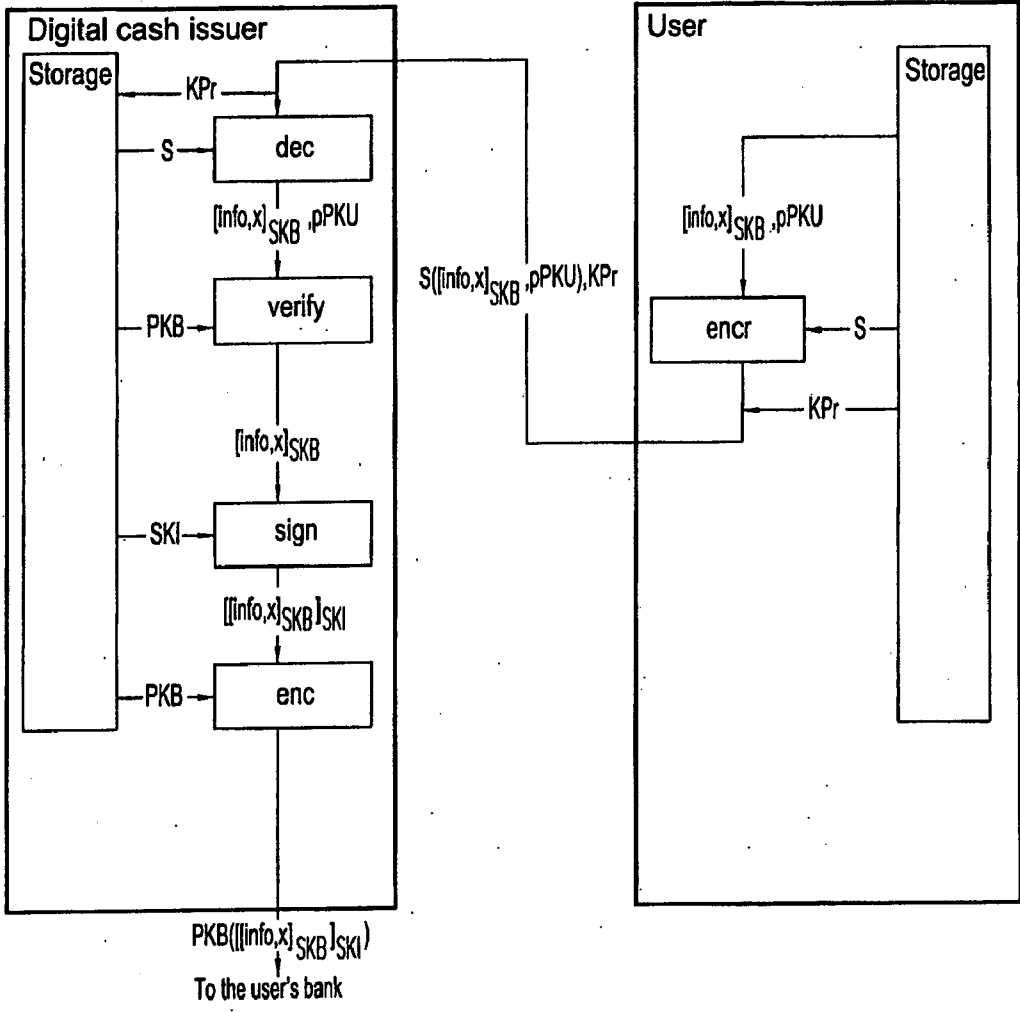 Digital cash issuer
Storage
KPr
S
dec
[info,x]SKB ,pPKU
PKB
verify
[info,x]SKB
SKI
sign
[[info,x]SKB]SKI
PKB
enc
PKB([[info,x]SKB]SKI)
To the user's bank
S([info,x]SKB ,pPKU),KPr
User
Storage
[info,x]SKB ,pPKU
encr
S
KPr